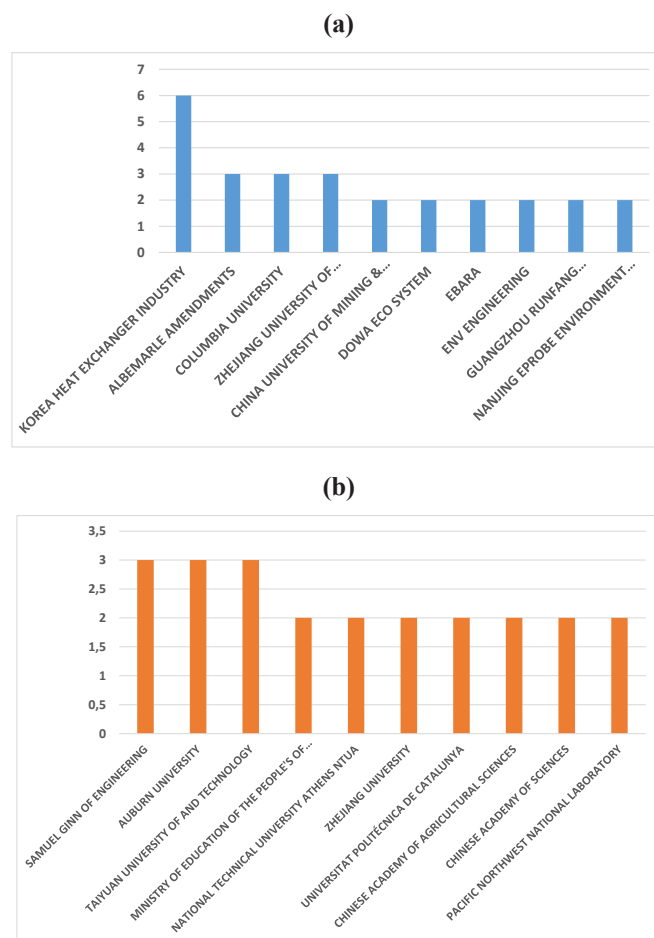 (a)
7
6
5
4
3
2
1
0
KOREA HEAT EXCHANGER INDUSTRY
ALBEMARLE AMENDMENTS
COLUMBIA UNIVERSITY
ZHEJIANG UNIVERSITY OF...
CHINA UNIVERSITY OF MINING &...
DOWA ECO SYSTEM
EBARA
ENV ENGINEERING
GUANGZHOU RUNFANG...
NANJING EPROBE ENVIRONMENT...
(b)
3,5
3
2,5
2
1,5
1
0,5
0
SAMUEL GINN OF ENGINEERING
AUBURN UNIVERSITY
TAIYUAN UNIVERSITY OF AND TECHNOLOGY
MINISTRY OF EDUCATION OF THE PEOPLE'S OF...
NATIONAL TECHNICAL UNIVERSITY ATHENS NTUA
ZHEJIANG UNIVERSITY
UNIVERSITAT POLITÉCNICA DE CATALUNYA
CHINESE ACADEMY OF AGRICULTURAL SCIENCES
CHINESE ACADEMY OF SCIENCES
PACIFIC NORTHWEST NATIONAL LABORATORY